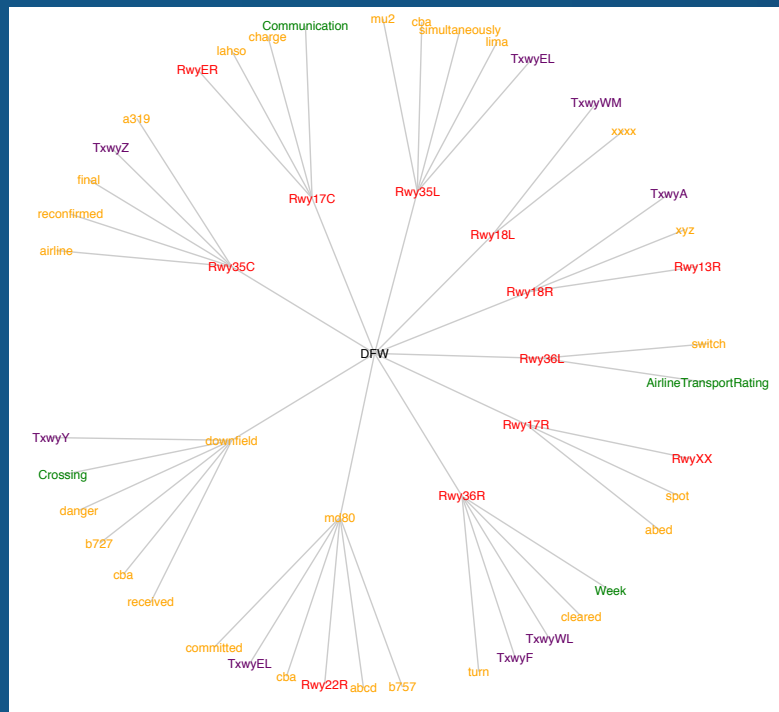 mu2
cba
Communication
simultaneously
charge
lima
lahso
TxwyEL
RwyER
TxwyWM
a319
xxxx
TxwyZ
final
Rwy35L
TxwyA
Rwy17C
reconfirmed
xyz
Rwy18L
airline
Rwy35C
Rwy13R
Rwy18R
switch
DFW
Rwy36L
AirlineTransportRating
Rwy17R
TxwyY
downfield
RwyXX
Crossing
Rwy36R
spot
danger
md80
abed
b727
cba
Week
received
cleared
TxwyWL
committed
TxwyF
TxwyEL
turn
cba
Rwy22R
abcd
b757